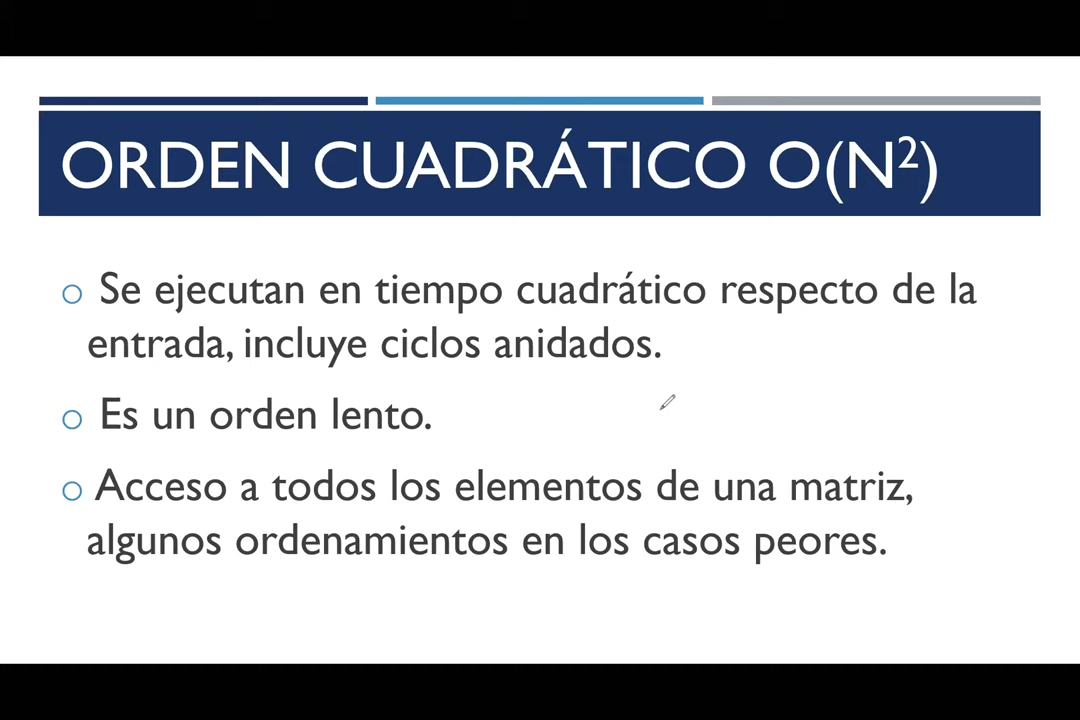 ORDEN CUADRÁTICO O(N²)
o Se ejecutan en tiempo cuadrático respecto de la
entrada, incluye ciclos anidados.
o Es un orden lento.
o Acceso a todos los elementos de una matriz,
algunos ordenamientos en los casos peores.